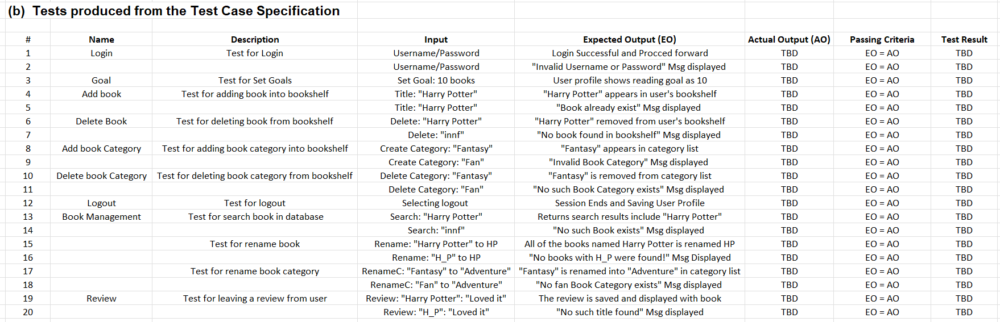 (b) Tests produced from the Test Case Specification
# Name Description Input Expected Output (EO) Actual Output (AO) Passing Criteria Test Result
1 Login Test for Login Username/Password Login Successful and Procced forward TBD EO = AO TBD
2 Username/Password "Invalid Username or Password" Msg displayed TBD EO = AO TBD
3 Goal Test for Set Goals Set Goal: 10 books User profile shows reading goal as 10 TBD EO = AO TBD
4 Add book Test for adding book into bookshelf Title: "Harry Potter" "Harry Potter" appears in user's bookshelf TBD EO = AO TBD
5 Title: "Harry Potter" "Book already exist" Msg displayed TBD EO = AO TBD
6 Delete Book Test for deleting book from bookshelf Delete: "Harry Potter" "Harry Potter" removed from user's bookshelf TBD EO = AO TBD
7 Delete: "innf" "No book found in bookshelf" Msg displayed TBD EO = AO TBD
8 Add book Category Test for adding book category into bookshelf Create Category: "Fantasy" "Fantasy" appears in category list TBD EO = AO TBD
9 Create Category: "Fan" "Invalid Book Category" Msg displayed TBD EO = AO TBD
10 Delete book Category Test for deleting book category from bookshelf Delete Category: "Fantasy" "Fantasy" is removed from category list TBD EO = AO TBD
11 Delete Category: "Fan" "No such Book Category exists" Msg displayed TBD EO = AO TBD
12 Logout Test for logout Selecting logout Session Ends and Saving User Profile TBD EO = AO TBD
13 Book Management Test for search book in database Search: "Harry Potter" Returns search results include "Harry Potter" TBD EO = AO TBD
14 Search: "innf" "No such Book exists" Msg displayed TBD EO = AO TBD
15 Test for rename book Rename: "Harry Potter" to HP All of the books named Harry Potter is renamed HP TBD EO = AO TBD
16 Rename: "H_P" to HP "No books with H_P were found!" Msg Displayed TBD EO = AO TBD
17 Test for rename book category RenameC: "Fantasy" to "Adventure" "Fantasy" is renamed into "Adventure" in category list TBD EO = AO TBD
18 RenameC: "Fan" to "Adventure" "No fan Book Category exists" Msg displayed TBD EO = AO TBD
19 Review Test for leaving a review from user Review: "Harry Potter": "Loved it" The review is saved and displayed with book TBD EO = AO TBD
20 Review: "H_P": "Loved it" "No such title found" Msg displayed TBD EO = AO TBD